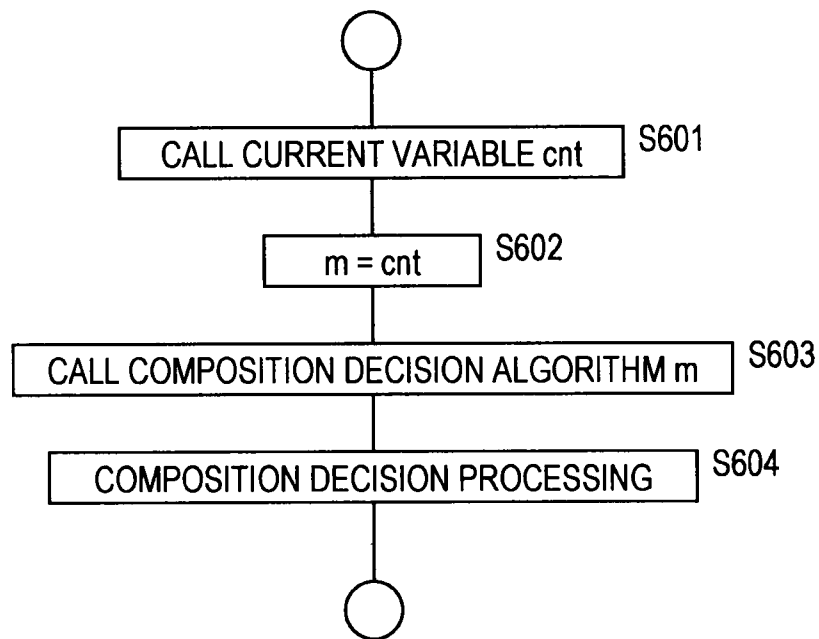 CALL CURRENT VARIABLE cnt S601
m = cnt S602
CALL COMPOSITION DECISION ALGORITHM m S603
COMPOSITION DECISION PROCESSING S604